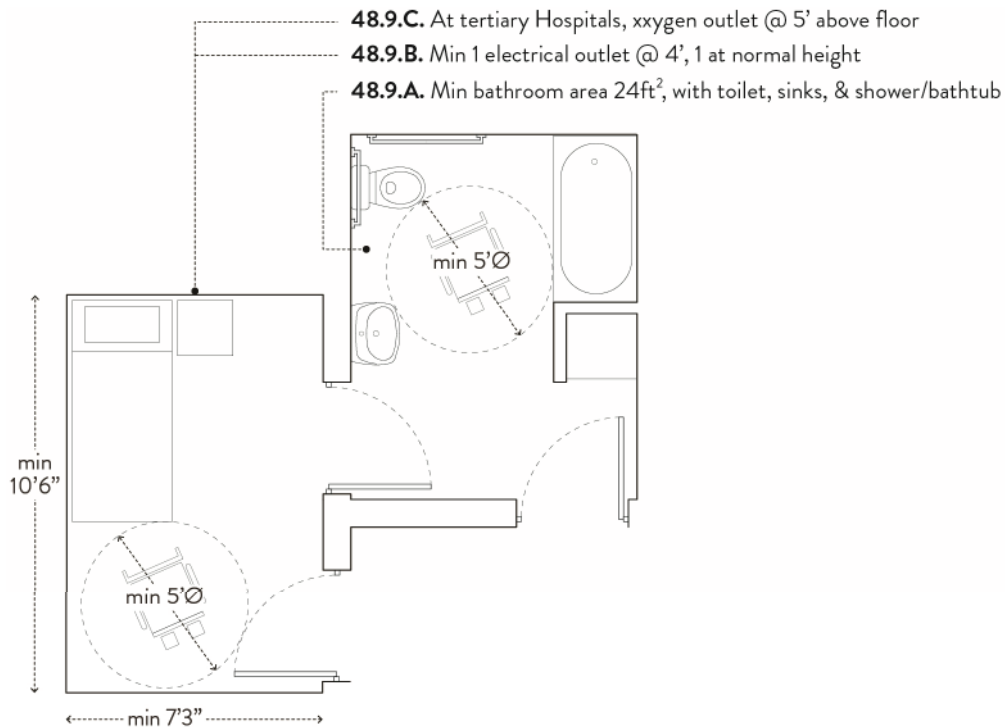 48.9.C. At tertiary Hospitals, xxygen outlet @ 5’ above floor
48.9.B. Min 1 electrical outlet @ 4’, 1 at normal height
48.9.A. Min bathroom area 24ft², with toilet, sinks, & shower/bathtub
min 5’Ø
min
10’6”
min 5’Ø
min 7’3”